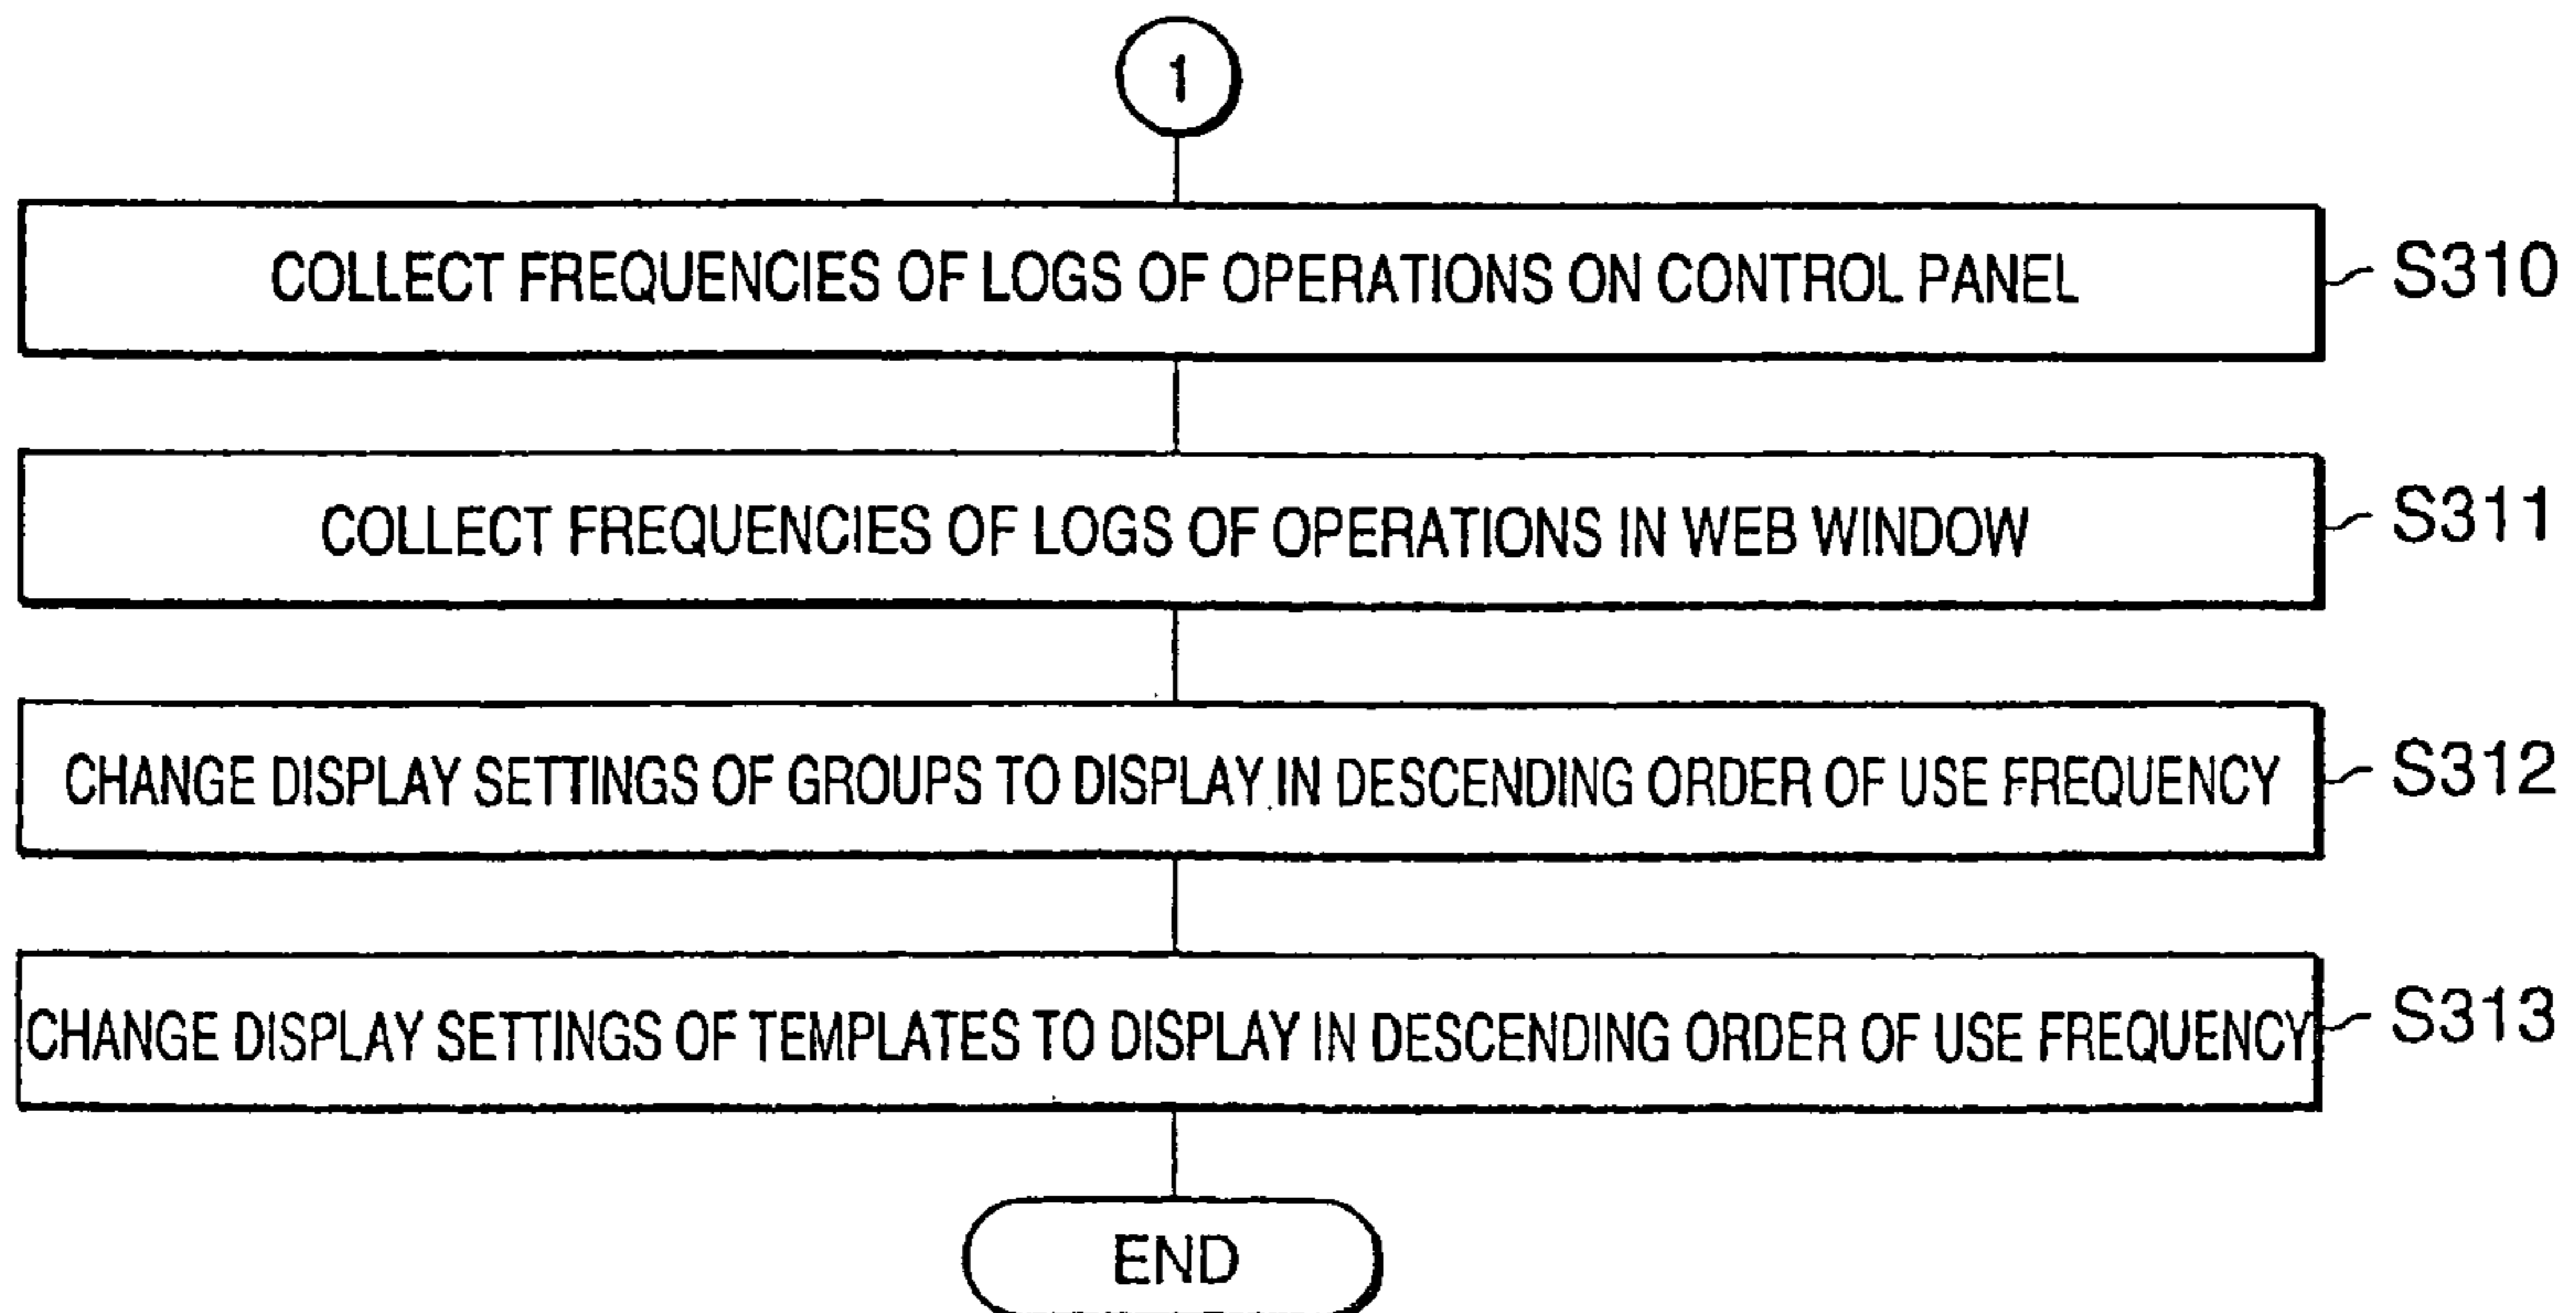 1
COLLECT FREQUENCIES OF LOGS OF OPERATIONS ON CONTROL PANEL
S310
COLLECT FREQUENCIES OF LOGS OF OPERATIONS IN WEB WINDOW
S311
CHANGE DISPLAY SETTINGS OF GROUPS TO DISPLAY IN DESCENDING ORDER OF USE FREQUENCY
S312
CHANGE DISPLAY SETTINGS OF TEMPLATES TO DISPLAY IN DESCENDING ORDER OF USE FREQUENCY
S313
END